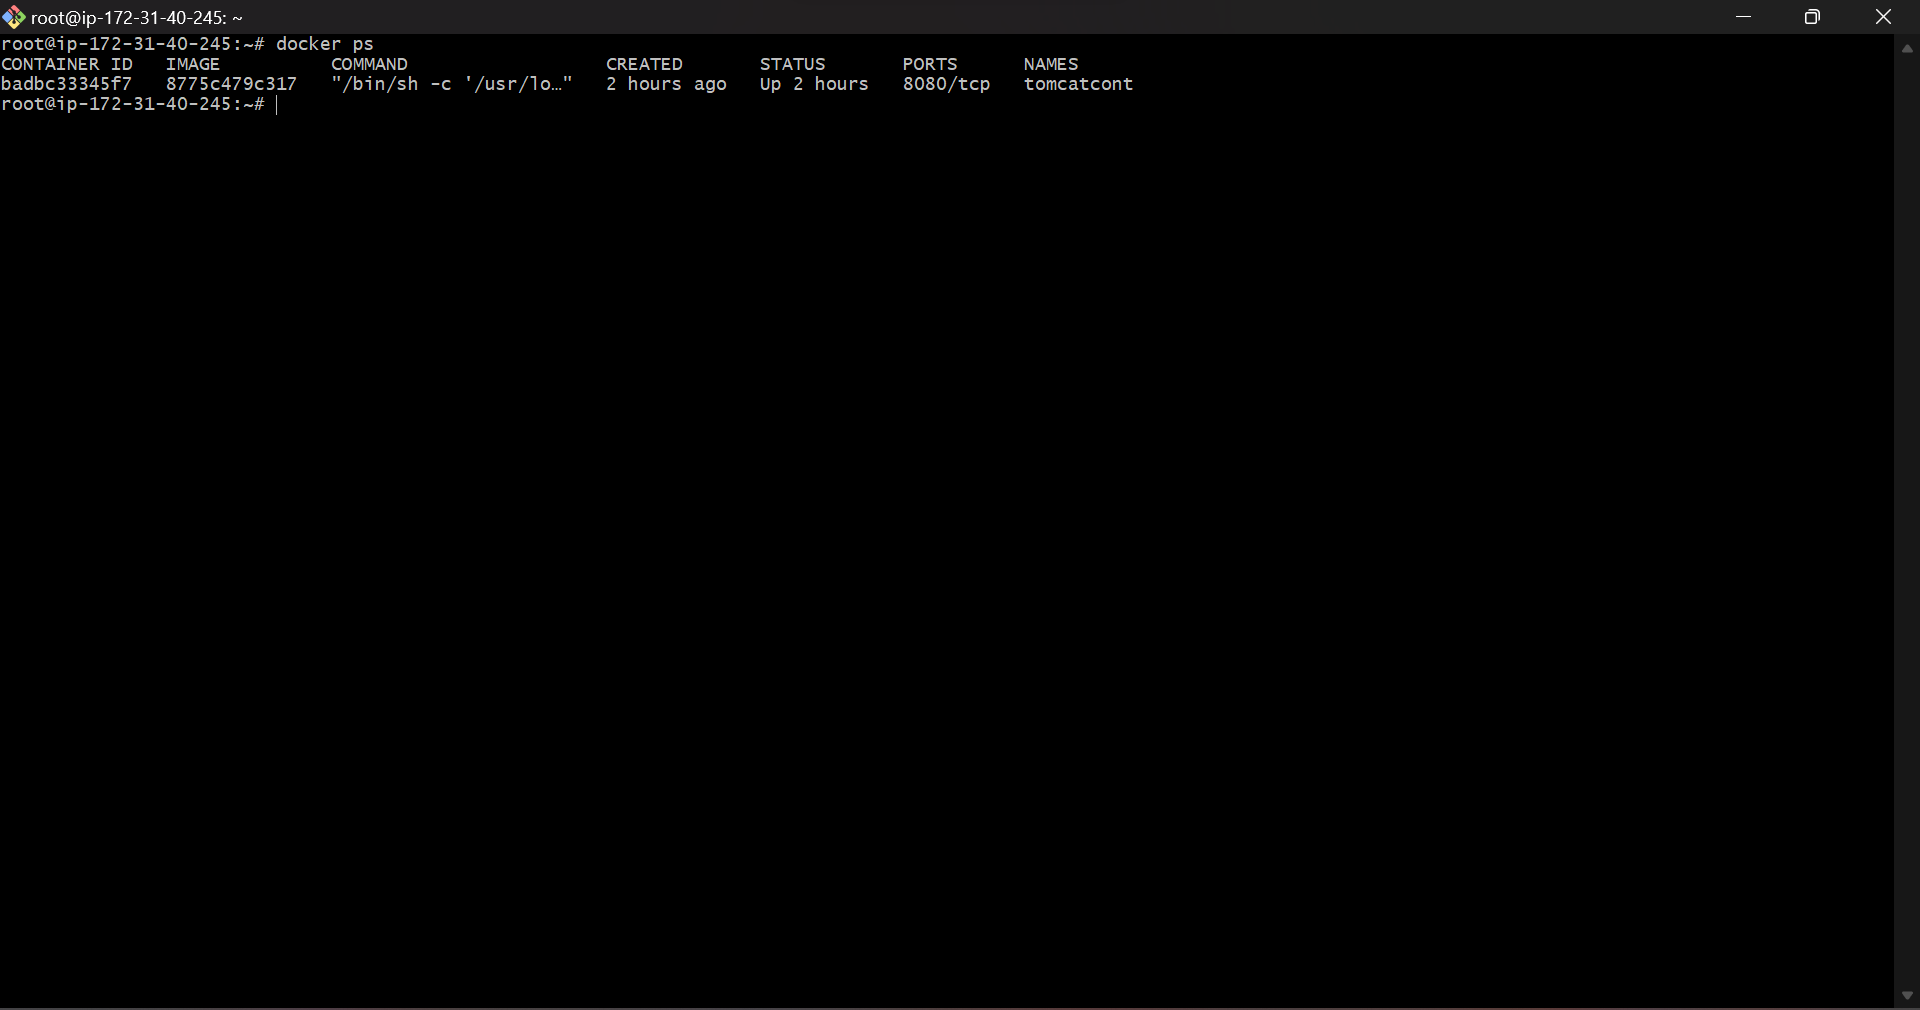 root@ip-172-31-40-245: ~
root@ip-172-31-40-245:~# docker ps
CONTAINER ID   IMAGE          COMMAND                  CREATED       STATUS       PORTS      NAMES
badbc33345f7   8775c479c317   "/bin/sh -c '/usr/lo…"   2 hours ago   Up 2 hours   8080/tcp   tomcatcont
root@ip-172-31-40-245:~#